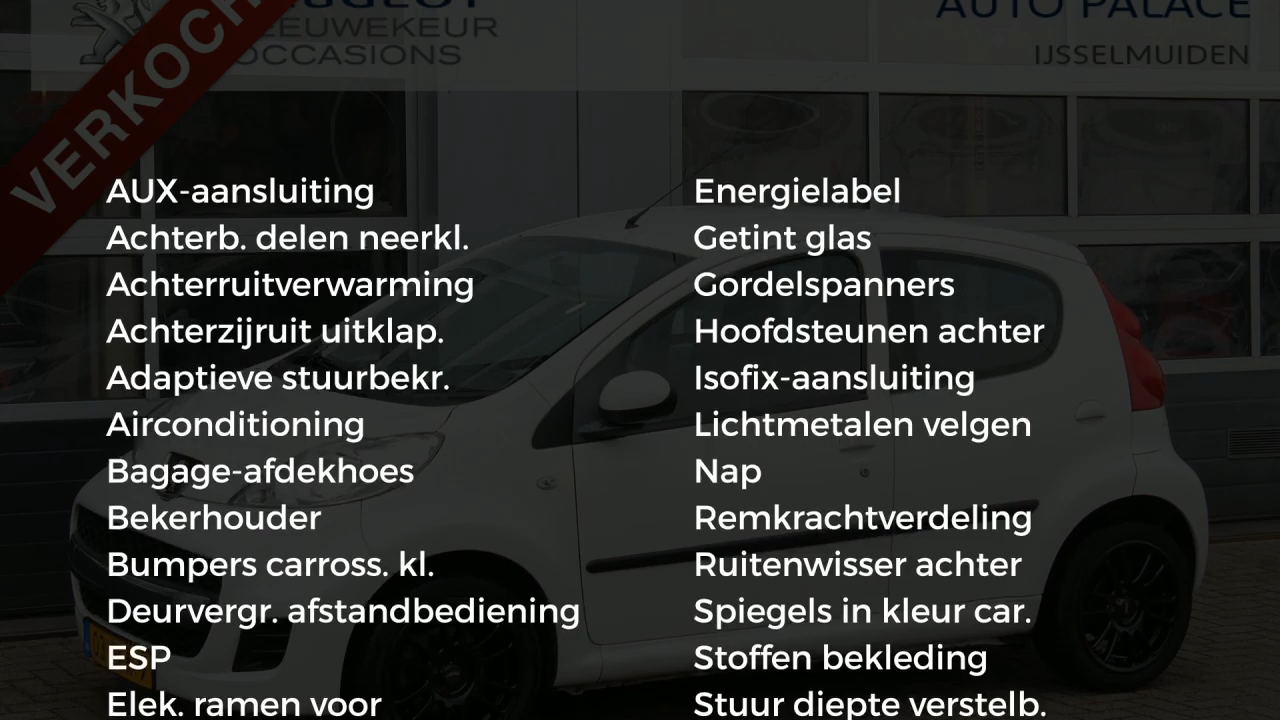 PEUGEOT
LEEUWEKEUR
OCCASIONS
AUTO PALACE
IJSSELMUIDEN
VERKOCH
AUX-aansluiting
Achterb. delen neerkl.
Achterruitverwarming
Achterzijruit uitklap.
Adaptieve stuurbekr.
Airconditioning
Bagage-afdekhoes
Bekerhouder
Bumpers carross. kl.
Deurvergr. afstandbediening
ESP
Elek. ramen voor
Energielabel
Getint glas
Gordelspanners
Hoofdsteunen achter
Isofix-aansluiting
Lichtmetalen velgen
Nap
Remkrachtverdeling
Ruitenwisser achter
Spiegels in kleur car.
Stoffen bekleding
Stuur diepte verstelb.